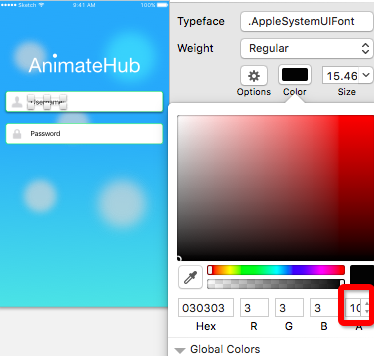 Sketch
9:41 AM
100%
AnimateHub
Username
Password
Typeface
.AppleSystemUIFont
Weight
Regular
15.46
Options
Color
Size
030303
3
3
3
10
Hex
R
G
B
A
Global Colors